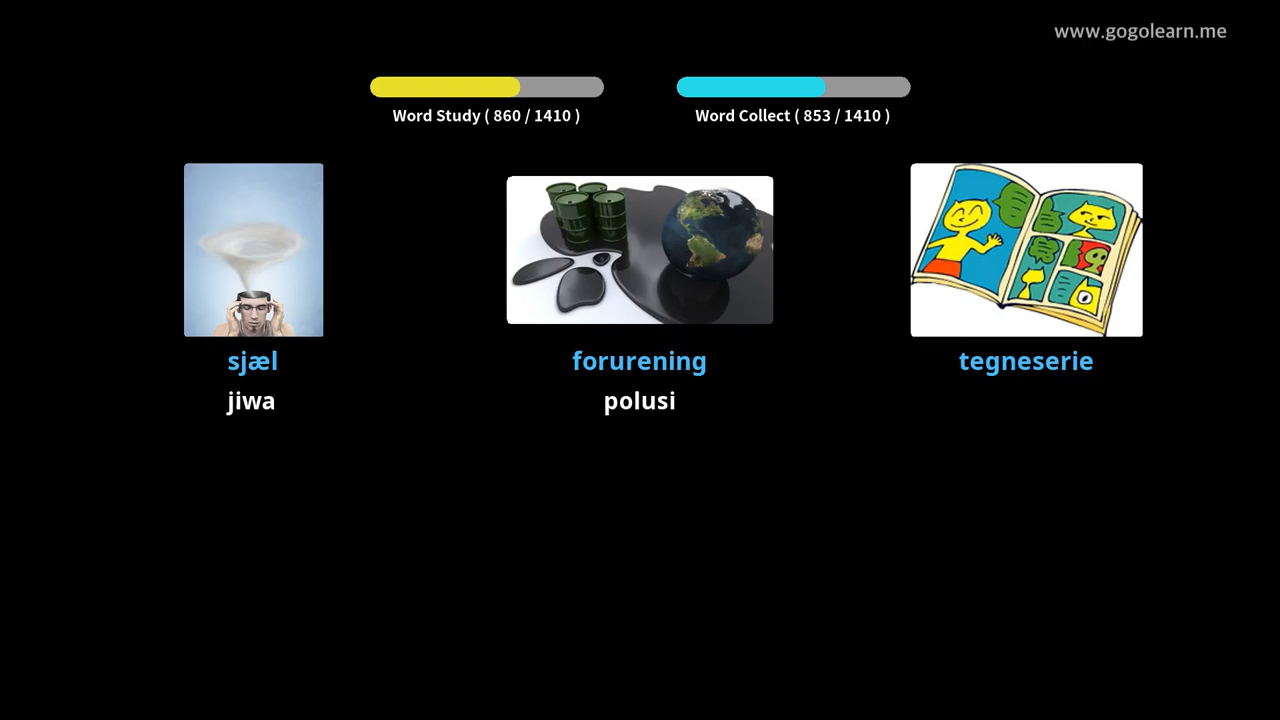 www.gogolearn.me
Word Study ( 860 / 1410 )
Word Collect ( 853 / 1410 )
sjæl
forurening
tegneserie
jiwa
polusi